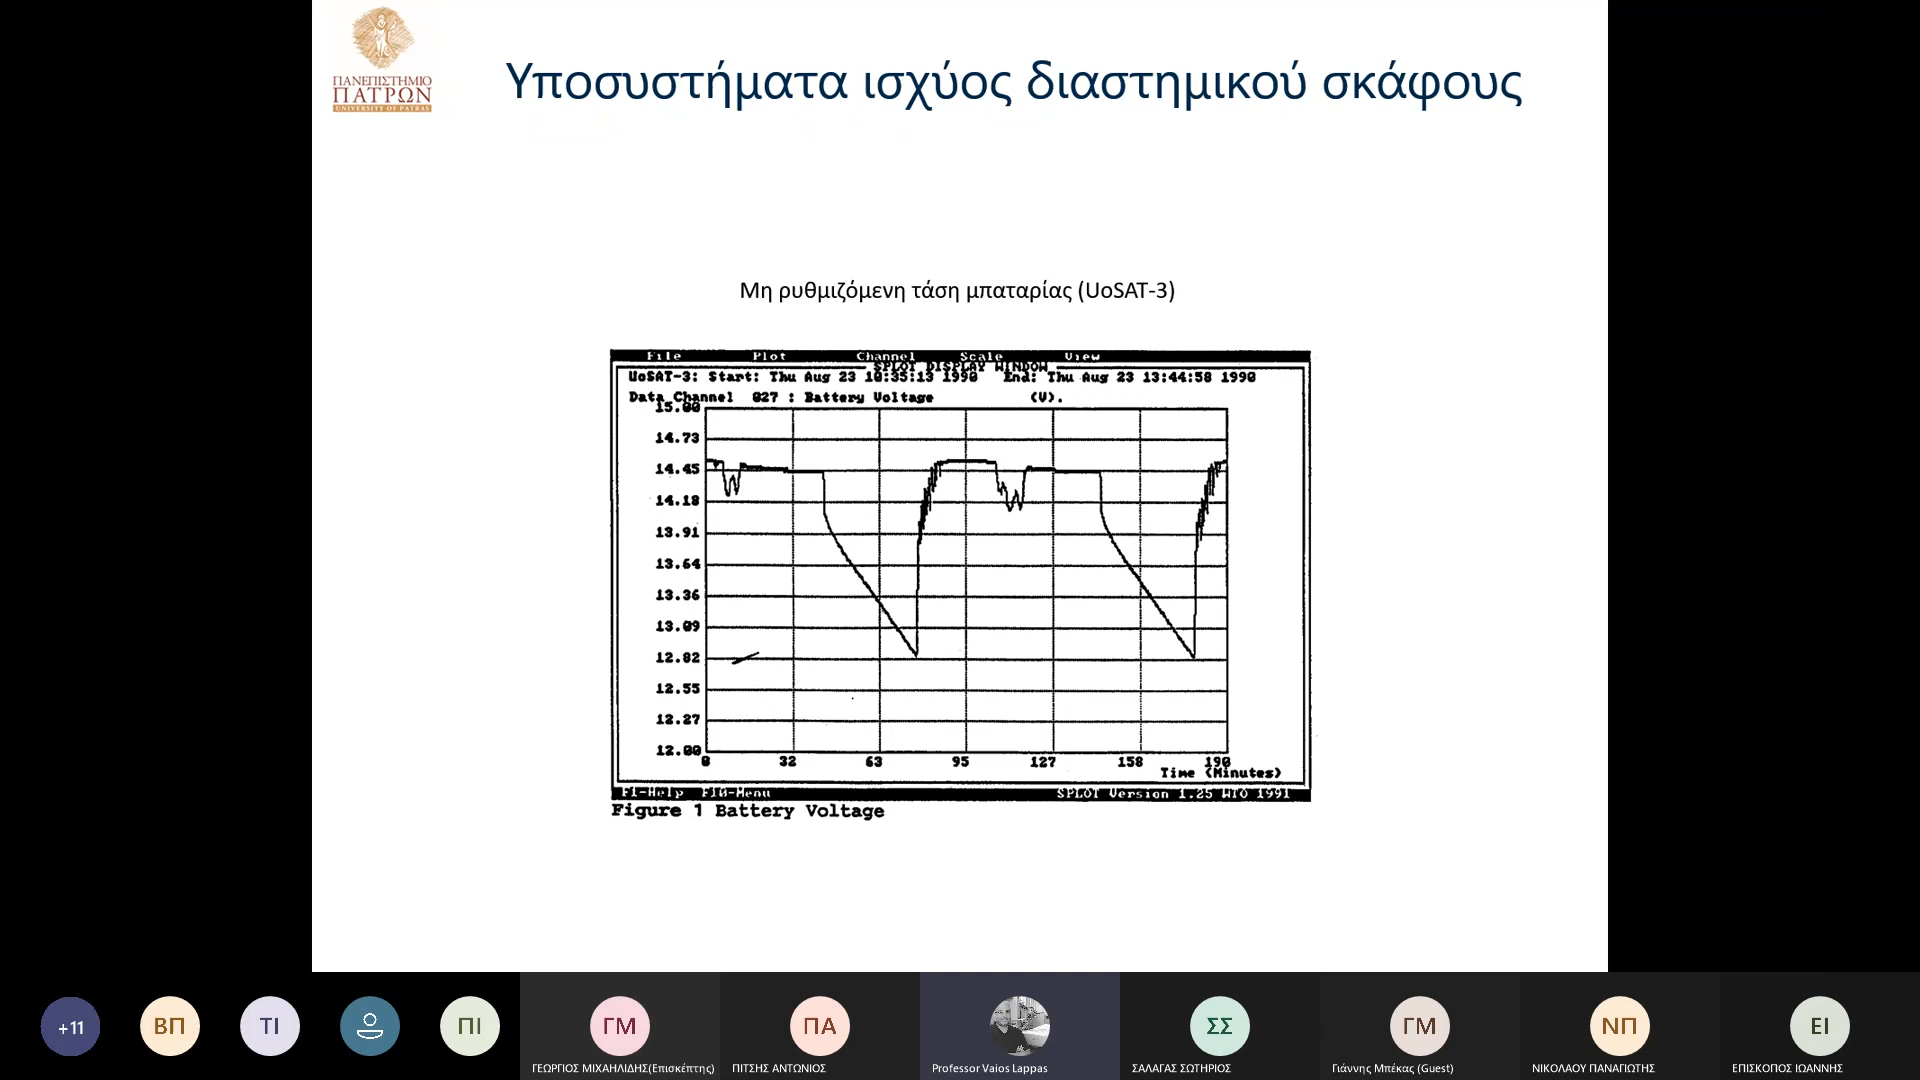 ΠΑΝΕΠΙΣΤΗΜΙΟ
ΠΑΤΡΩΝ
UNIVERSITY OF PATRAS
Υποσυστήματα ισχύος διαστημικού σκάφους
Μη ρυθμιζόμενη τάση μπαταρίας (UoSAT-3)
File Plot Channel Scale View
SPLOT DISPLAY WINDOW
UoSAT-3: Start: Thu Aug 23 10:35:13 1990 End: Thu Aug 23 13:44:58 1990
Data Channel 027 : Battery Voltage (V).
15.00
14.73
14.45
14.18
13.91
13.64
13.36
13.09
12.82
12.55
12.27
12.00
0 32 63 95 127 158 190
Time (Minutes)
F1-Help F10-Menu SPLOT Version 1.25 WTO 1991
Figure 1 Battery Voltage
+11 ΒΠ ΤΙ ΠΙ ΓΜ ΠΑ ΣΣ ΓΜ ΝΠ ΕΙ
ΓΕΩΡΓΙΟΣ ΜΙΧΑΗΛΙΔΗΣ(Επισκέπτης) ΠΙΤΣΗΣ ΑΝΤΩΝΙΟΣ Professor Vaios Lappas ΣΑΛΑΓΑΣ ΣΩΤΗΡΙΟΣ Γιάννης Μπέκας (Guest) ΝΙΚΟΛΑΟΥ ΠΑΝΑΓΙΩΤΗΣ ΕΠΙΣΚΟΠΟΣ ΙΩΑΝΝΗΣ